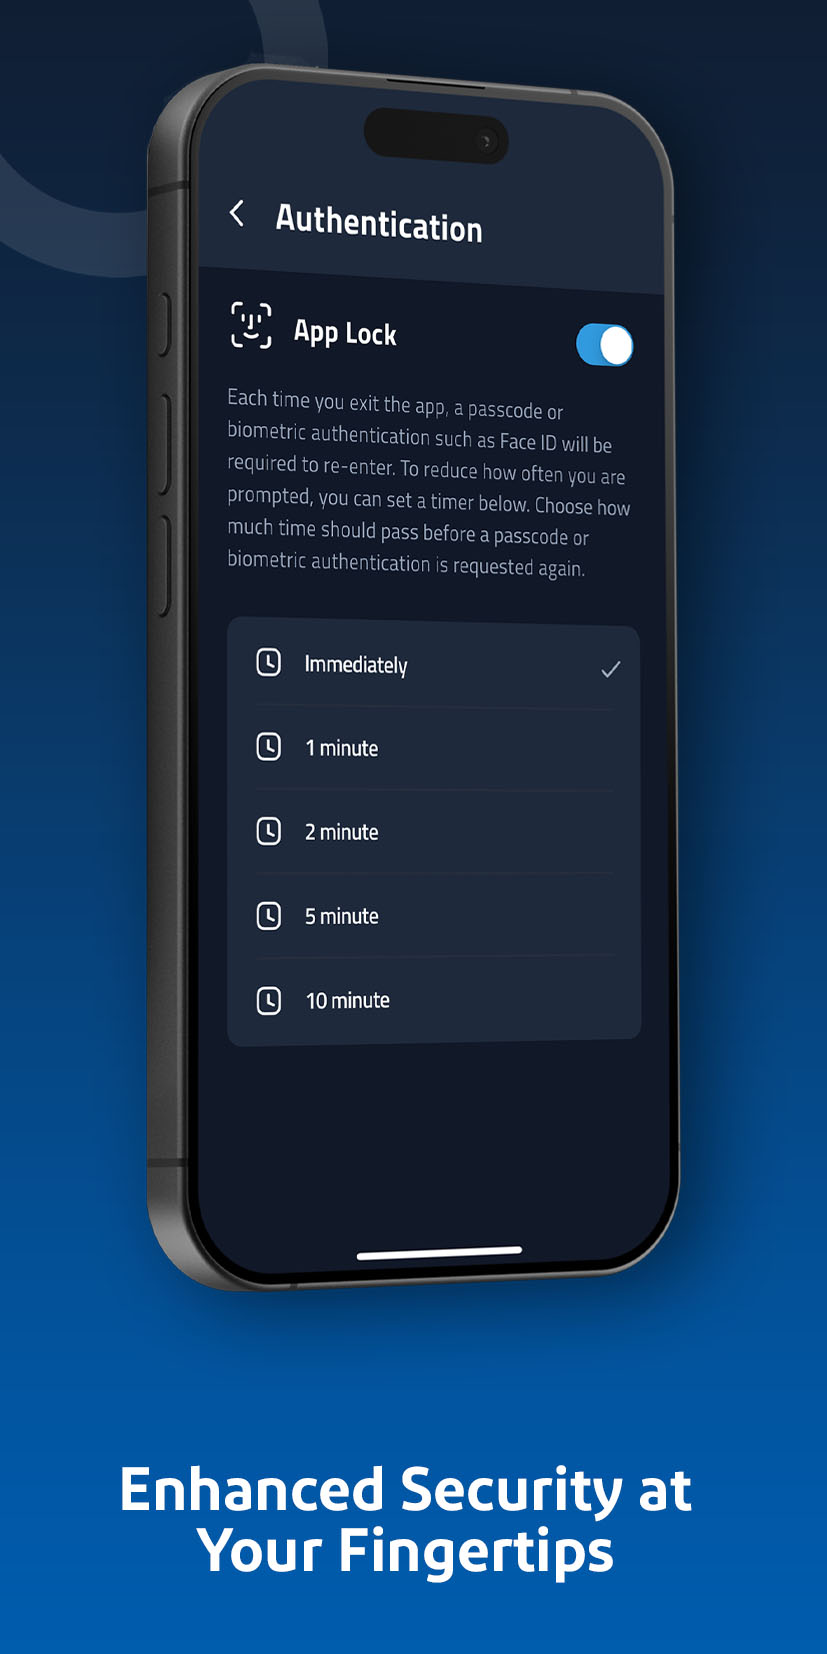 Authentication
App Lock
Each time you exit the app, a passcode or
biometric authentication such as Face ID will be
required to re-enter. To reduce how often you are
prompted, you can set a timer below. Choose how
much time should pass before a passcode or
biometric authentication is requested again.
Immediately
1 minute
2 minute
5 minute
10 minute
Enhanced Security at
Your Fingertips